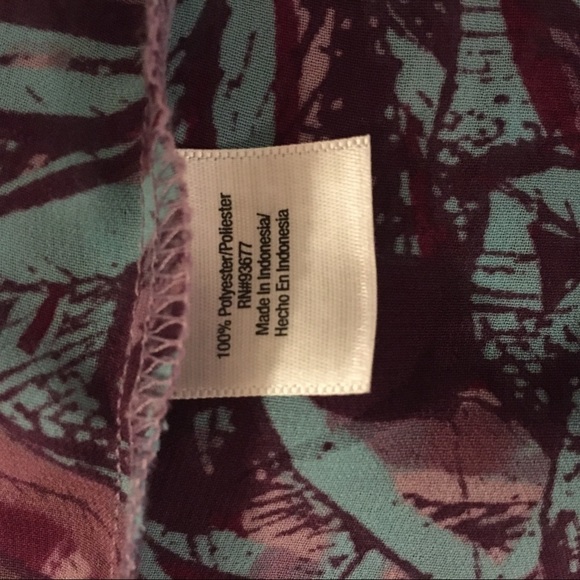 100% Polyester/Poliester
RN#93677
Made In Indonesia/
Hecho En Indonesia